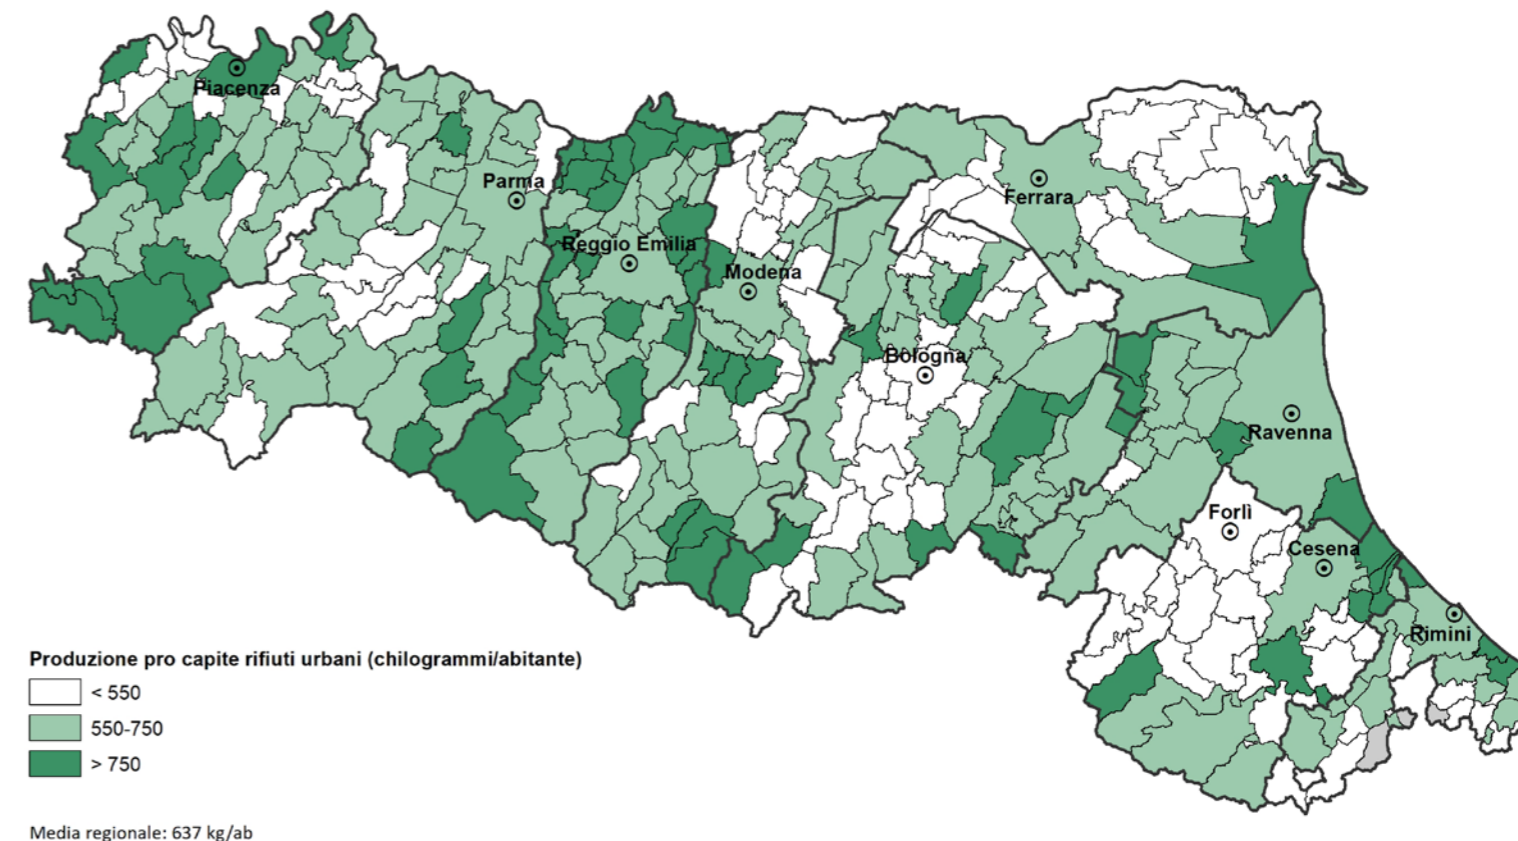 Piacenza
Parma
Reggio Emilia
Modena
Ferrara
Bologna
Ravenna
Forlì
Cesena
Rimini
Produzione pro capite rifiuti urbani (chilogrammi/abitante)
< 550
550-750
> 750
Media regionale: 637 kg/ab